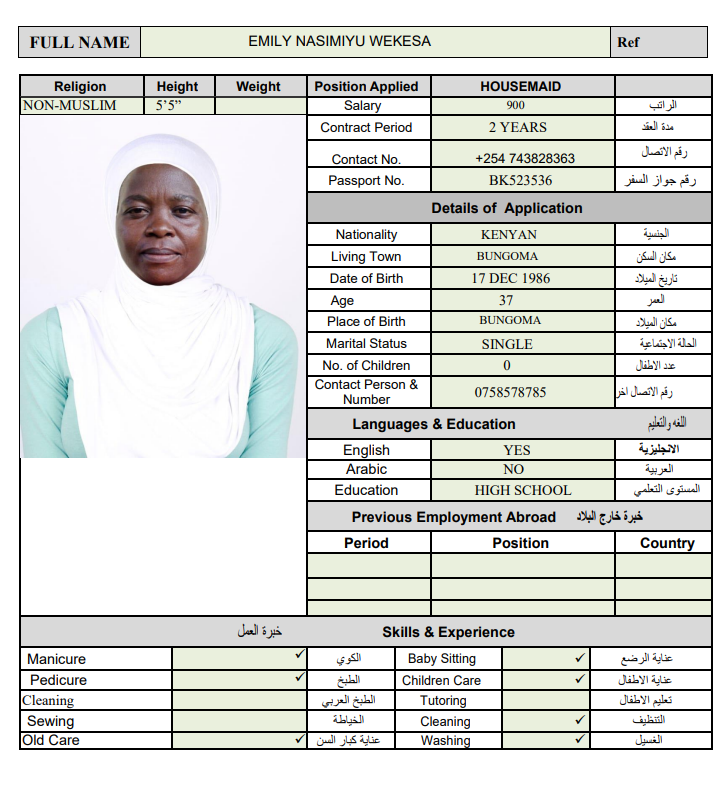 FULL NAME EMILY NASIMIYU WEKESA Ref
Religion Height Weight Position Applied HOUSEMAID
NON-MUSLIM 5’5” Salary 900 الراتب
Contract Period 2 YEARS مدة العقد
Contact No. +254 743828363 رقم الاتصال
Passport No. BK523536 رقم جواز السفر
Details of Application
Nationality KENYAN الجنسية
Living Town BUNGOMA مكان السكن
Date of Birth 17 DEC 1986 تاريخ الميلاد
Age 37 العمر
Place of Birth BUNGOMA مكان الميلاد
Marital Status SINGLE الحالة الاجتماعية
No. of Children 0 عدد الاطفال
Contact Person &
Number 0758578785 رقم الاتصال اخر
Languages & Education اللغه والتعليم
English YES الانجليزية
Arabic NO العربية
Education HIGH SCHOOL المستوى التعلمي
Previous Employment Abroad خبرة خارج البلاد
Period Position Country
خبرة العمل Skills & Experience
Manicure ✓ الكوي Baby Sitting ✓ عناية الرضع
Pedicure ✓ الطبخ Children Care ✓ عناية الاطفال
Cleaning الطبخ العربي Tutoring تعليم الاطفال
Sewing الخياطة Cleaning ✓ التنظيف
Old Care ✓ عناية كبار السن Washing ✓ الغسيل